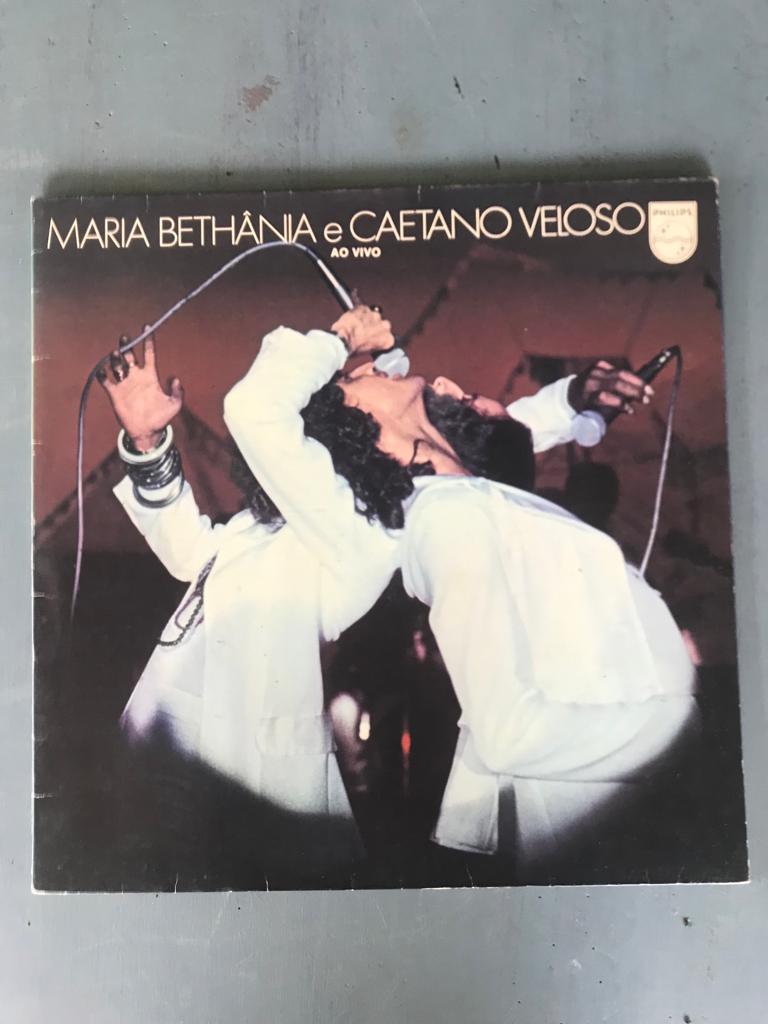 MARIA BETHÂNIA e CAETANO VELOSO
AO VIVO
PHILIPS